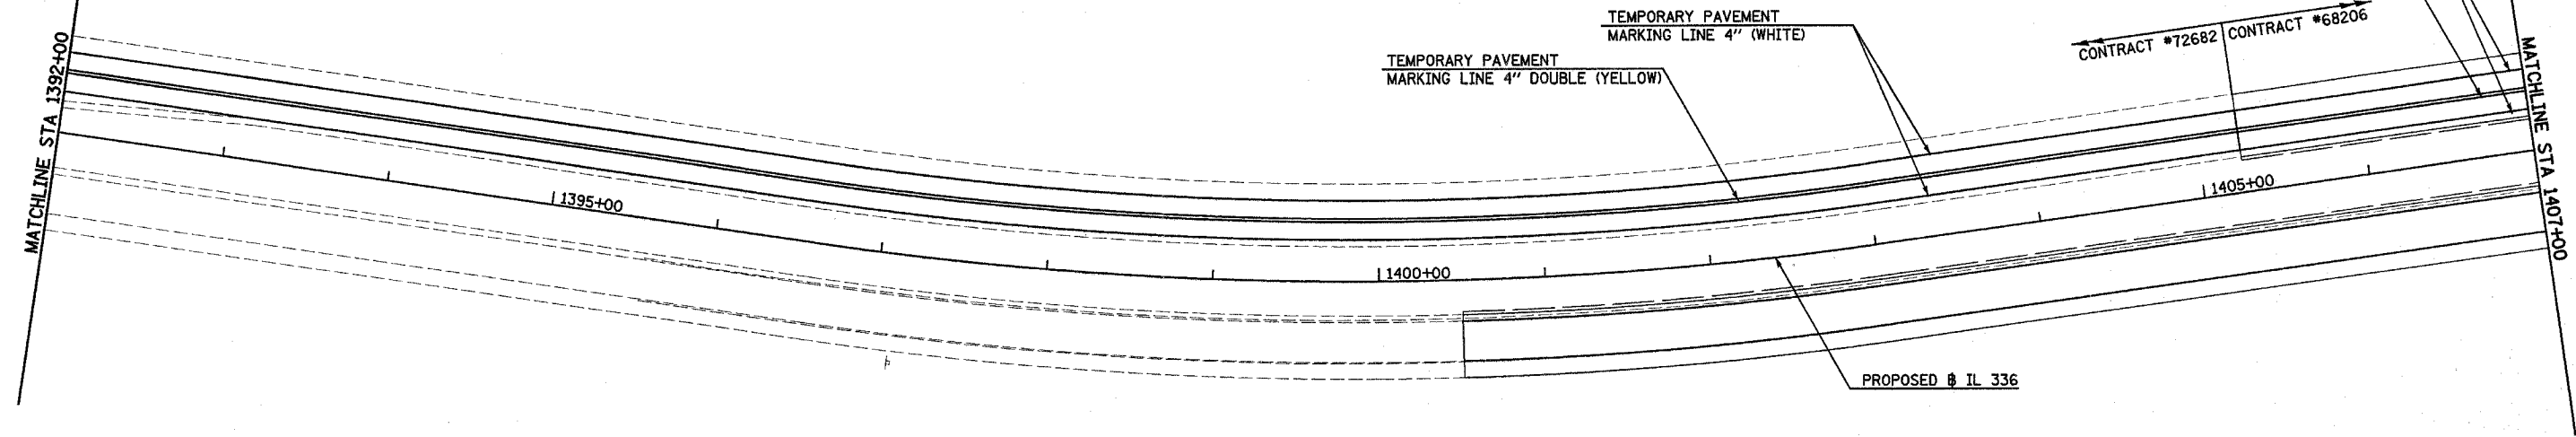 MATCHLINE STA 1392+00
TEMPORARY PAVEMENT
MARKING LINE 4" DOUBLE (YELLOW)
TEMPORARY PAVEMENT
MARKING LINE 4" (WHITE)
CONTRACT #72682
CONTRACT #68206
MATCHLINE STA 1407+00
1395+00
1400+00
1405+00
PROPOSED ⅊ IL 336